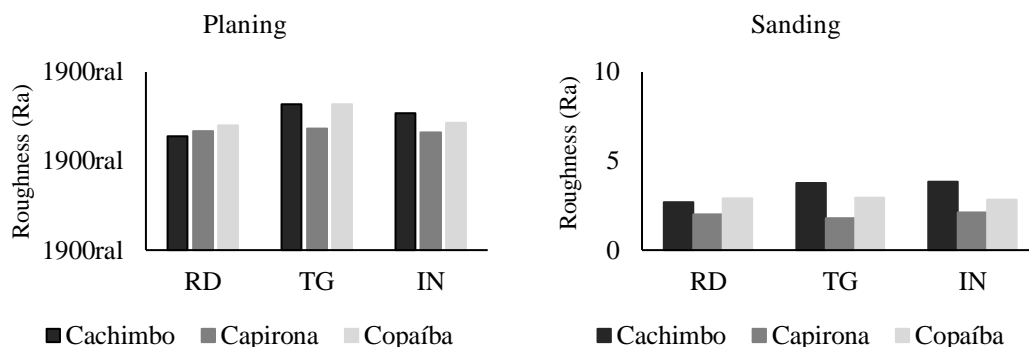 Planing
Roughness (Ra)
1900ral
1900ral
1900ral
RD TG IN
Cachimbo Capirona Copaíba
Sanding
Roughness (Ra)
10
5
0
RD TG IN
Cachimbo Capirona Copaíba